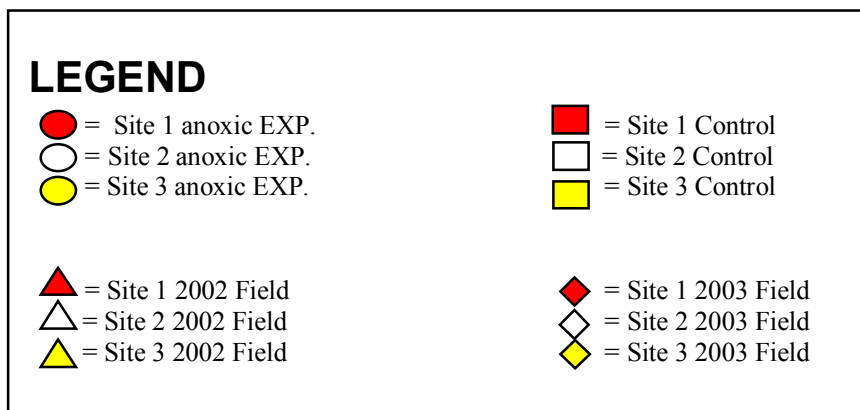 LEGEND
= Site 1 anoxic EXP.
= Site 2 anoxic EXP.
= Site 3 anoxic EXP.
= Site 1 Control
= Site 2 Control
= Site 3 Control
= Site 1 2002 Field
= Site 2 2002 Field
= Site 3 2002 Field
= Site 1 2003 Field
= Site 2 2003 Field
= Site 3 2003 Field